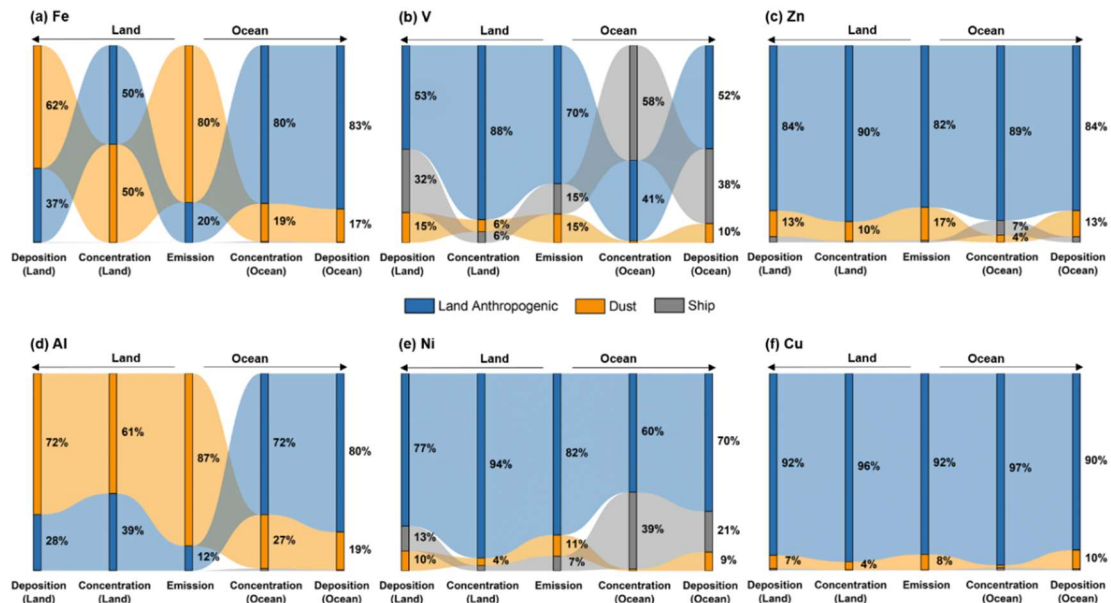 (a) Fe
Land Ocean
62% 50% 80% 80% 83%
37% 50% 20% 19% 17%
Deposition (Land) Concentration (Land) Emission Concentration (Ocean) Deposition (Ocean)
(b) V
Land Ocean
53% 88% 70% 58% 52%
32% 6% 15% 41% 38%
15% 6% 15% 10%
Deposition (Land) Concentration (Land) Emission Concentration (Ocean) Deposition (Ocean)
(c) Zn
Land Ocean
84% 90% 82% 89% 84%
13% 10% 17% 7% 13%
4%
Deposition (Land) Concentration (Land) Emission Concentration (Ocean) Deposition (Ocean)
Land Anthropogenic Dust Ship
(d) Al
Land Ocean
72% 61% 87% 72% 80%
28% 39% 12% 27% 19%
Deposition (Land) Concentration (Land) Emission Concentration (Ocean) Deposition (Ocean)
(e) Ni
Land Ocean
77% 94% 82% 60% 70%
13% 4% 11% 39% 21%
10% 7% 9%
Deposition (Land) Concentration (Land) Emission Concentration (Ocean) Deposition (Ocean)
(f) Cu
Land Ocean
92% 96% 92% 97% 90%
7% 4% 8% 10%
Deposition (Land) Concentration (Land) Emission Concentration (Ocean) Deposition (Ocean)